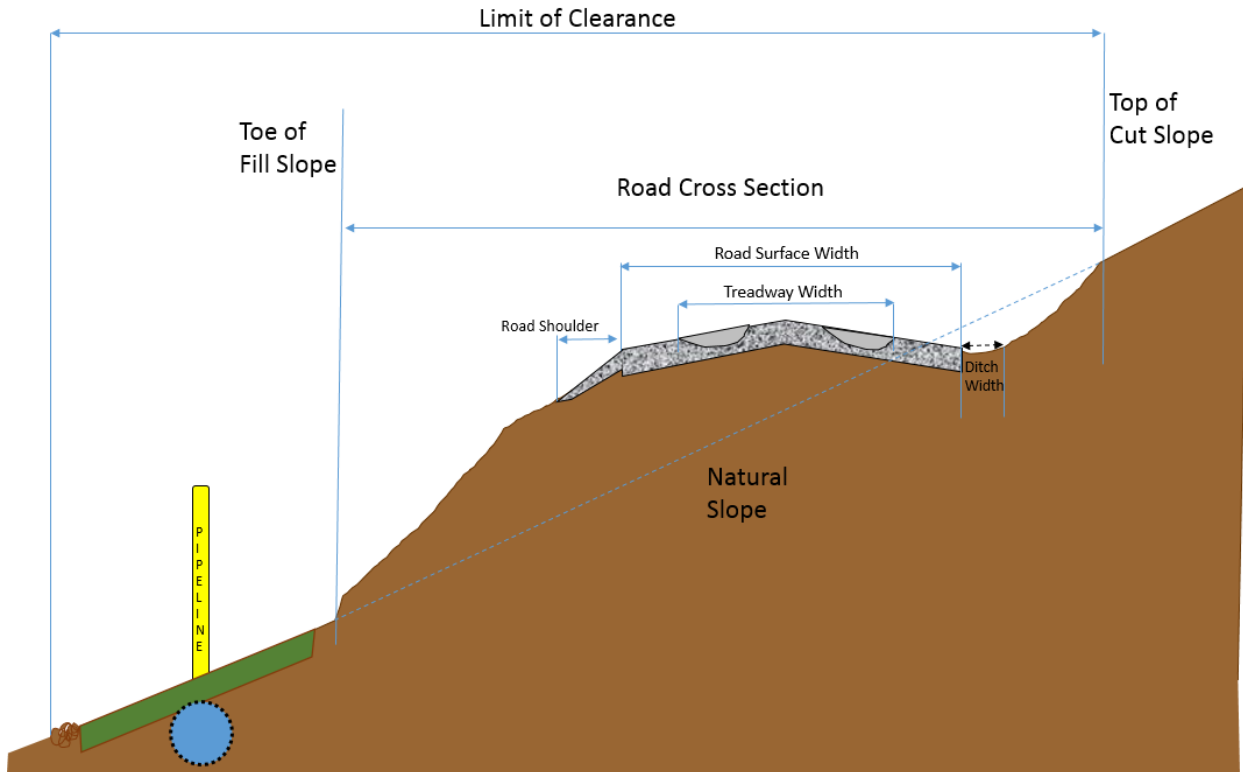 Limit of Clearance
Toe of
Fill Slope
Top of
Cut Slope
Road Cross Section
Road Surface Width
Treadway Width
Road Shoulder
Ditch
Width
Natural
Slope
PIPELINE